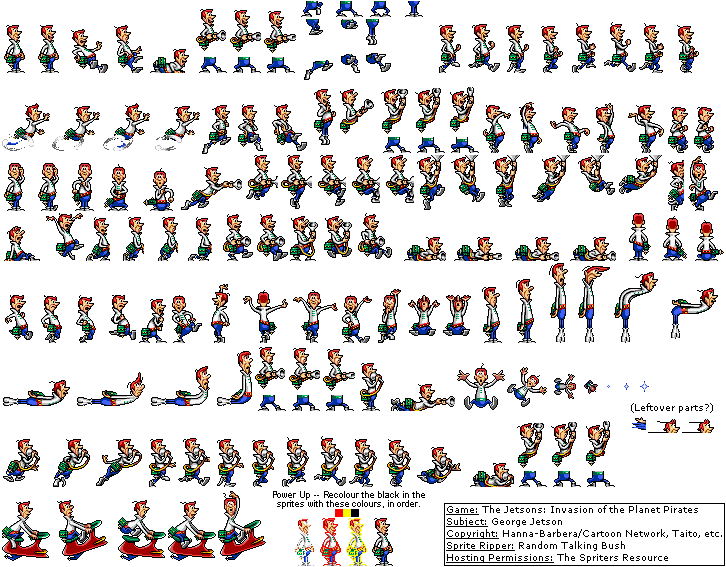 (Leftover parts?)
Power Up -- Recolour the black in the
sprites with these colours, in order.
Game: The Jetsons: Invasion of the Planet Pirates
Subject: George Jetson
Copyright: Hanna-Barbera/Cartoon Network, Taito, etc.
Sprite Ripper: Random Talking Bush
Hosting Permissions: The Spriters Resource